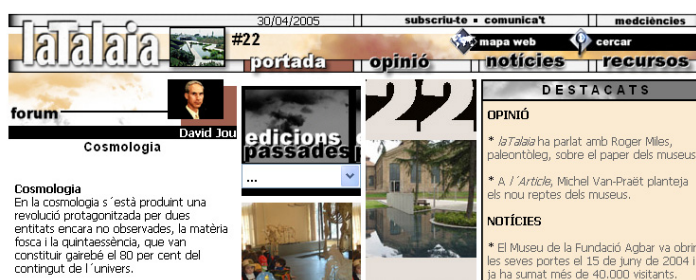 30/04/2005
subscriu-te ▪ comunica't
medciències
laTalaia
#22
mapa web
cercar
portada
opinió
notícies
recursos
forum
David Jou
Cosmologia
Cosmologia
En la cosmologia s´està produint una
revolució protagonitzada per dues
entitats encara no observades, la matèria
fosca i la quintaessència, que van
constituir gairebé el 80 per cent del
contingut de l´univers.
edicions
passades
...
22
DESTACATS
OPINIÓ
* laTalaia ha parlat amb Roger Miles,
paleontòleg, sobre el paper dels museus
* A l´Article, Michel Van-Praët planteja
els nou reptes dels museus.
NOTÍCIES
* El Museu de la Fundació Agbar va obrir
les seves portes el 15 de juny de 2004 i
ja ha sumat més de 40.000 visitants.